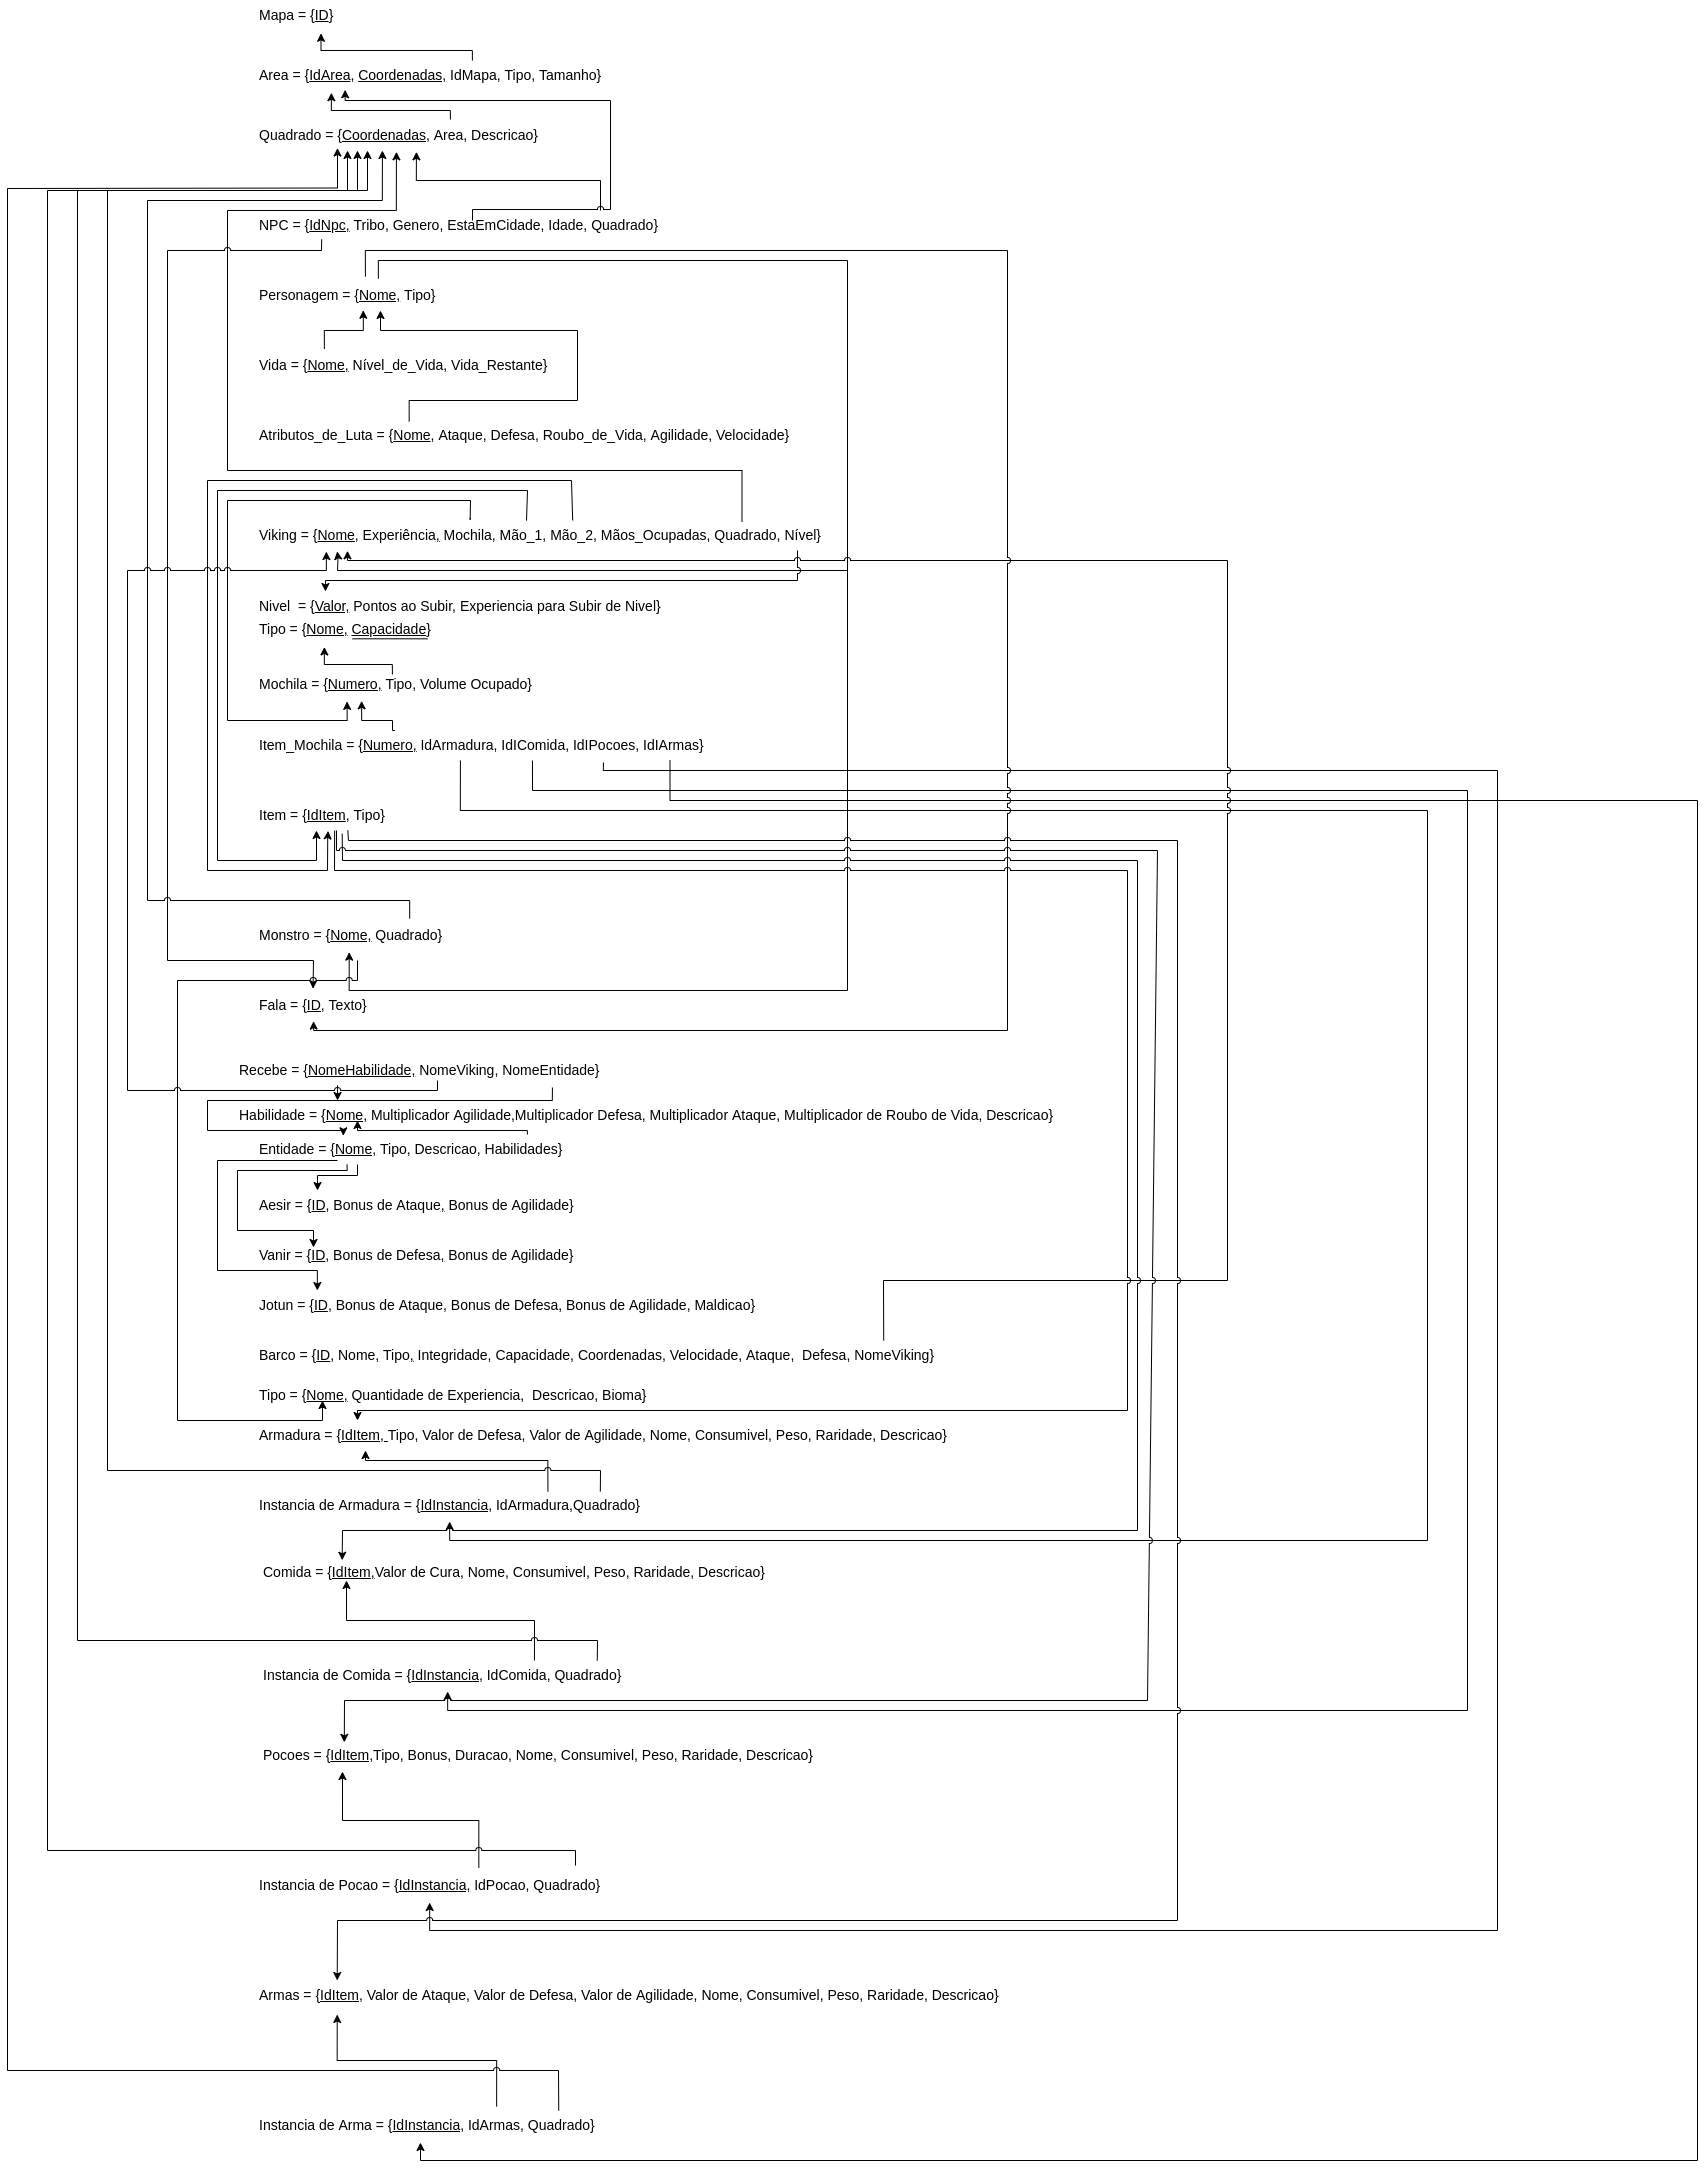 Mapa = {ID}
Area = {IdArea, Coordenadas, IdMapa, Tipo, Tamanho}
Quadrado = {Coordenadas, Area, Descricao}
NPC = {IdNpc, Tribo, Genero, EstaEmCidade, Idade, Quadrado}
Personagem = {Nome, Tipo}
Vida = {Nome, Nível_de_Vida, Vida_Restante}
Atributos_de_Luta = {Nome, Ataque, Defesa, Roubo_de_Vida, Agilidade, Velocidade}
Viking = {Nome, Experiência, Mochila, Mão_1, Mão_2, Mãos_Ocupadas, Quadrado, Nível}
Nivel  = {Valor, Pontos ao Subir, Experiencia para Subir de Nivel}
Tipo = {Nome, Capacidade}
Mochila = {Numero, Tipo, Volume Ocupado}
Item_Mochila = {Numero, IdArmadura, IdIComida, IdIPocoes, IdIArmas}
Item = {IdItem, Tipo}
Monstro = {Nome, Quadrado}
Fala = {ID, Texto}
Recebe = {NomeHabilidade, NomeViking, NomeEntidade}
Habilidade = {Nome, Multiplicador Agilidade,Multiplicador Defesa, Multiplicador Ataque, Multiplicador de Roubo de Vida, Descricao}
Entidade = {Nome, Tipo, Descricao, Habilidades}
Aesir = {ID, Bonus de Ataque, Bonus de Agilidade}
Vanir = {ID, Bonus de Defesa, Bonus de Agilidade}
Jotun = {ID, Bonus de Ataque, Bonus de Defesa, Bonus de Agilidade, Maldicao}
Barco = {ID, Nome, Tipo, Integridade, Capacidade, Coordenadas, Velocidade, Ataque,  Defesa, NomeViking}
Tipo = {Nome, Quantidade de Experiencia,  Descricao, Bioma}
Armadura = {IdItem, Tipo, Valor de Defesa, Valor de Agilidade, Nome, Consumivel, Peso, Raridade, Descricao}
Instancia de Armadura = {IdInstancia, IdArmadura,Quadrado}
Comida = {IdItem,Valor de Cura, Nome, Consumivel, Peso, Raridade, Descricao}
Instancia de Comida = {IdInstancia, IdComida, Quadrado}
Pocoes = {IdItem,Tipo, Bonus, Duracao, Nome, Consumivel, Peso, Raridade, Descricao}
Instancia de Pocao = {IdInstancia, IdPocao, Quadrado}
Armas = {IdItem, Valor de Ataque, Valor de Defesa, Valor de Agilidade, Nome, Consumivel, Peso, Raridade, Descricao}
Instancia de Arma = {IdInstancia, IdArmas, Quadrado}